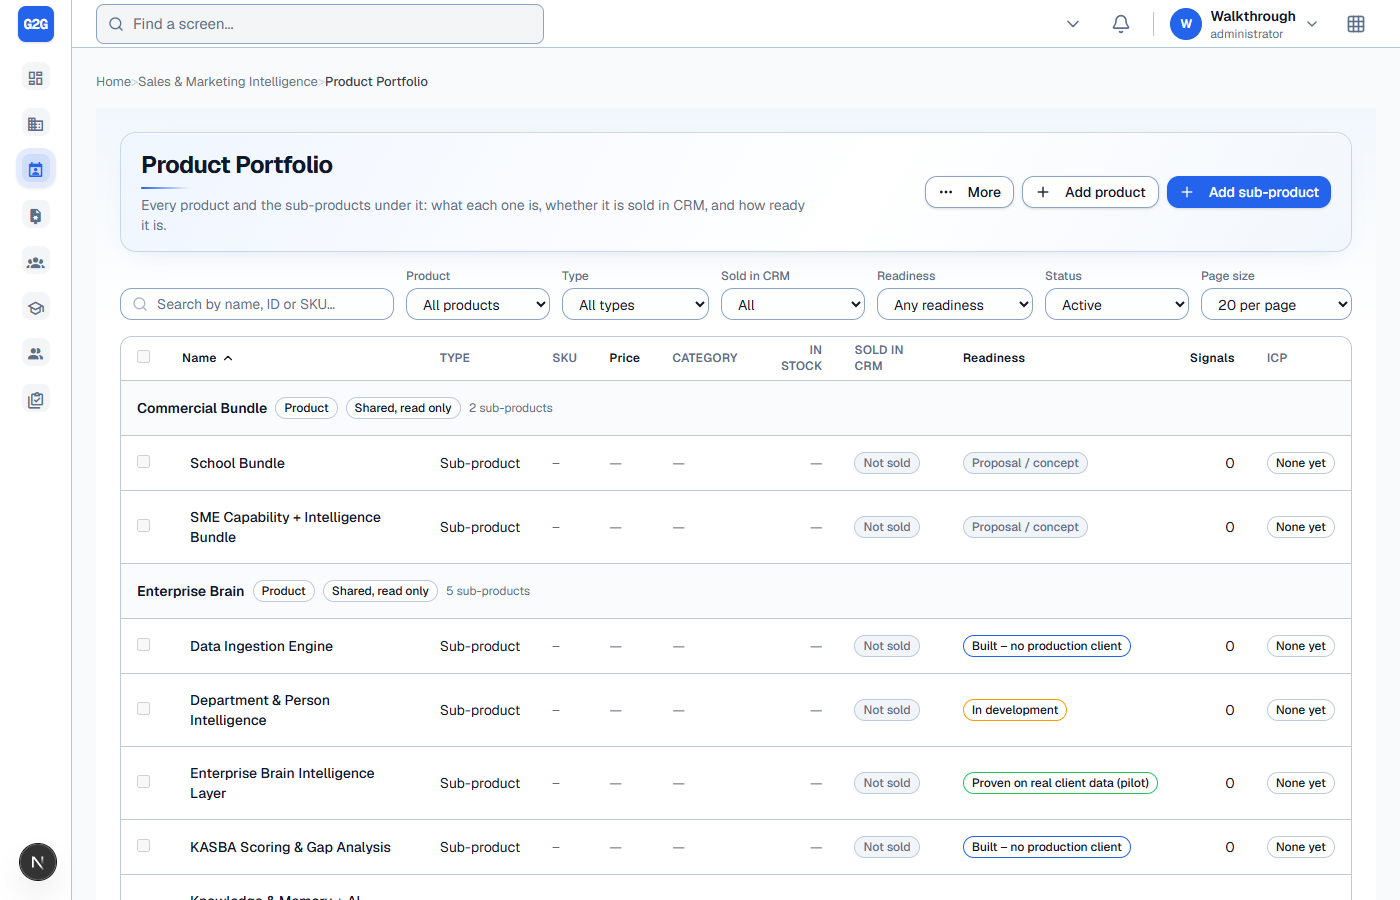 G2G
Find a screen...
W
Walkthrough
administrator
Home>Sales & Marketing Intelligence>Product Portfolio
Product Portfolio
Every product and the sub-products under it: what each one is, whether it is sold in CRM, and how ready
it is.
More
Add product
Add sub-product
Search by name, ID or SKU...
Product
All products
Type
All types
Sold in CRM
All
Readiness
Any readiness
Status
Active
Page size
20 per page
Name TYPE SKU Price CATEGORY IN STOCK SOLD IN CRM Readiness Signals ICP
Commercial Bundle Product Shared, read only 2 sub-products
School Bundle Sub-product – — — — Not sold Proposal / concept 0 None yet
SME Capability + Intelligence Bundle Sub-product – — — — Not sold Proposal / concept 0 None yet
Enterprise Brain Product Shared, read only 5 sub-products
Data Ingestion Engine Sub-product – — — — Not sold Built – no production client 0 None yet
Department & Person Intelligence Sub-product – — — — Not sold In development 0 None yet
Enterprise Brain Intelligence Layer Sub-product – — — — Not sold Proven on real client data (pilot) 0 None yet
KASBA Scoring & Gap Analysis Sub-product – — — — Not sold Built – no production client 0 None yet
Knowledge & Memory + AI
N